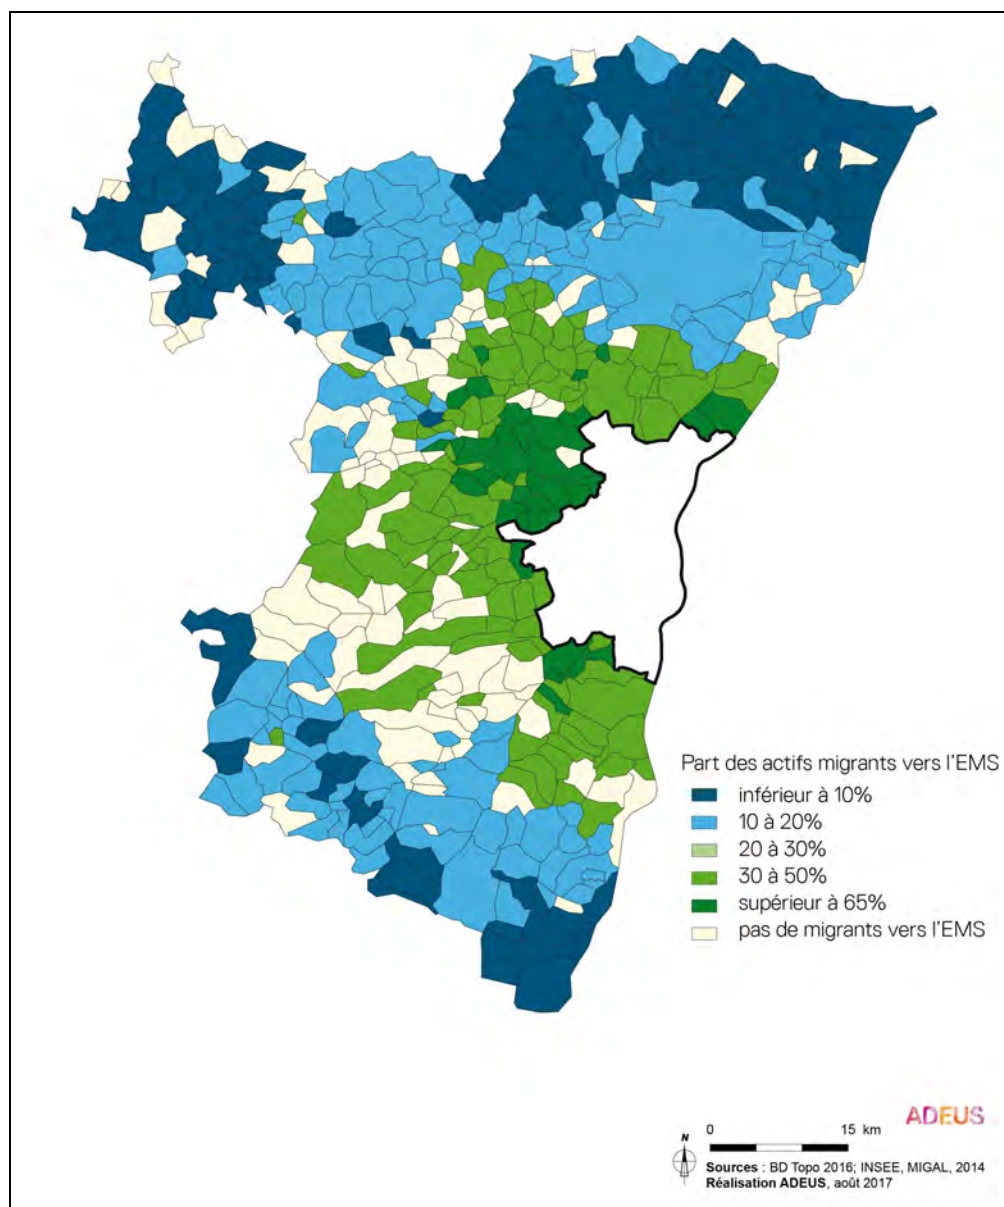 Part des actifs migrants vers l'EMS
inférieur à 10%
10 à 20%
20 à 30%
30 à 50%
supérieur à 65%
pas de migrants vers l'EMS
ADEUS
0 15 km
N
Sources : BD Topo 2016; INSEE, MIGAL, 2014
Réalisation ADEUS, août 2017